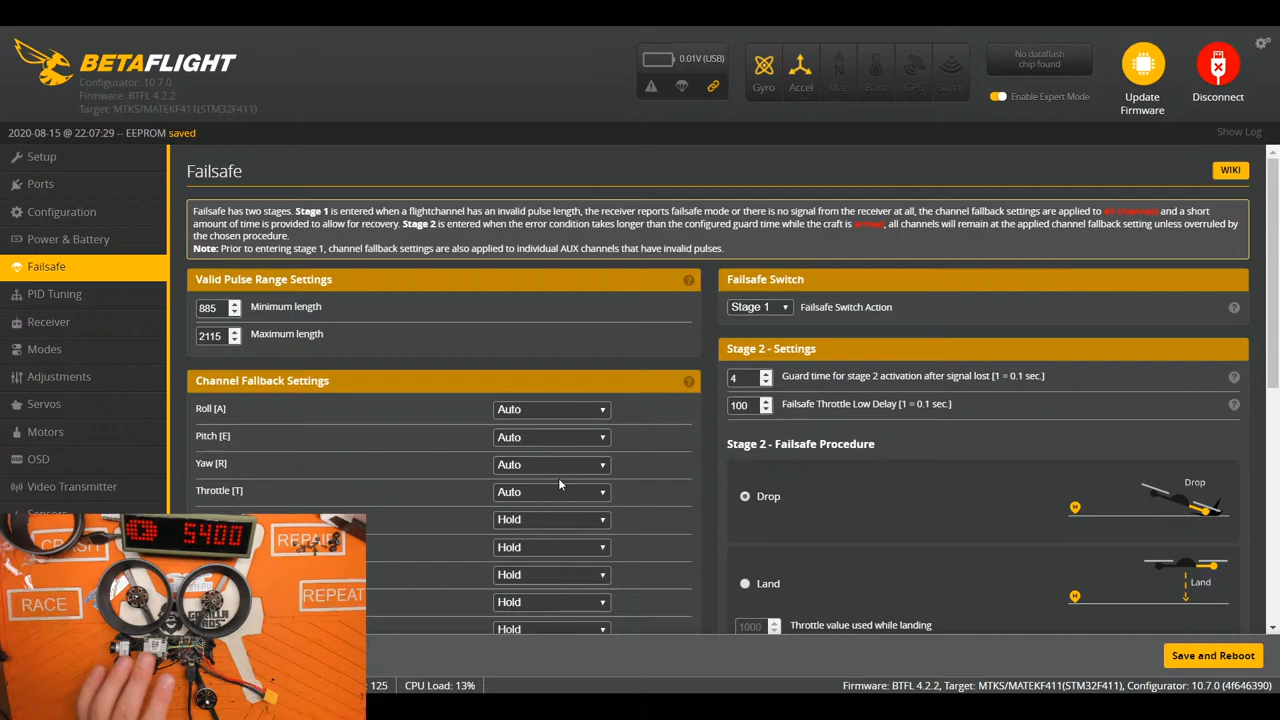 BETAFLIGHT
Configurator: 10.7.0
Firmware: BTFL 4.2.2
Target: MTKS/MATEKF411(STM32F411)
0.01V (USB)
Gyro
Accel
Mag
Baro
GPS
Sonar
No dataflash
chip found
Enable Expert Mode
Update
Firmware
Disconnect
2020-08-15 @ 22:07:29 -- EEPROM saved
Show Log
Setup
Ports
Configuration
Power & Battery
Failsafe
PID Tuning
Receiver
Modes
Adjustments
Servos
Motors
OSD
Video Transmitter
Sensors
Failsafe
WIKI
Failsafe has two stages. Stage 1 is entered when a flightchannel has an invalid pulse length, the receiver reports failsafe mode or there is no signal from the receiver at all, the channel fallback settings are applied to all channels and a short
amount of time is provided to allow for recovery. Stage 2 is entered when the error condition takes longer than the configured guard time while the craft is armed, all channels will remain at the applied channel fallback setting unless overruled by
the chosen procedure.
Note: Prior to entering stage 1, channel fallback settings are also applied to individual AUX channels that have invalid pulses.
Valid Pulse Range Settings
885 Minimum length
2115 Maximum length
Channel Fallback Settings
Roll [A] Auto
Pitch [E] Auto
Yaw [R] Auto
Throttle [T] Auto
Hold
Hold
Hold
Hold
Hold
Failsafe Switch
Stage 1 Failsafe Switch Action
Stage 2 - Settings
4 Guard time for stage 2 activation after signal lost [1 = 0.1 sec.]
100 Failsafe Throttle Low Delay [1 = 0.1 sec.]
Stage 2 - Failsafe Procedure
Drop
Drop
Land
Land
1000 Throttle value used while landing
Save and Reboot
5400
CRASH
REPAIR
RACE
REPEAT
: 125
CPU Load: 13%
Firmware: BTFL 4.2.2, Target: MTKS/MATEKF411(STM32F411), Configurator: 10.7.0 (4f646390)